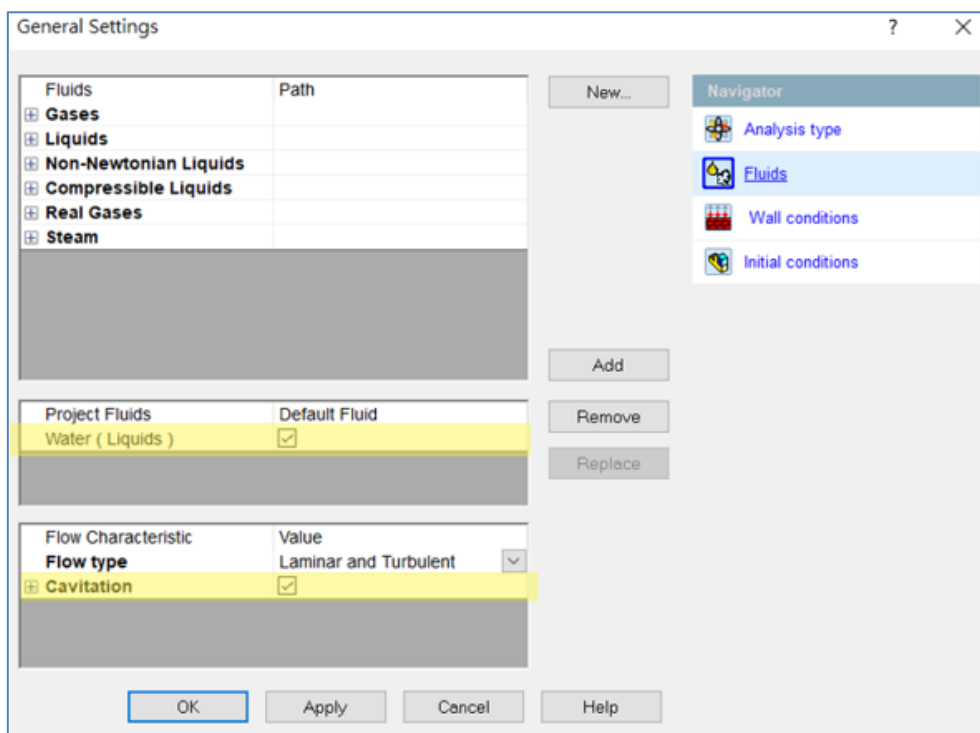 General Settings
?
Fluids Path
Gases
Liquids
Non-Newtonian Liquids
Compressible Liquids
Real Gases
Steam
New...
Add
Navigator
Analysis type
Fluids
Wall conditions
Initial conditions
Project Fluids Default Fluid
Water ( Liquids )
Remove
Replace
Flow Characteristic Value
Flow type Laminar and Turbulent
Cavitation
OK Apply Cancel Help